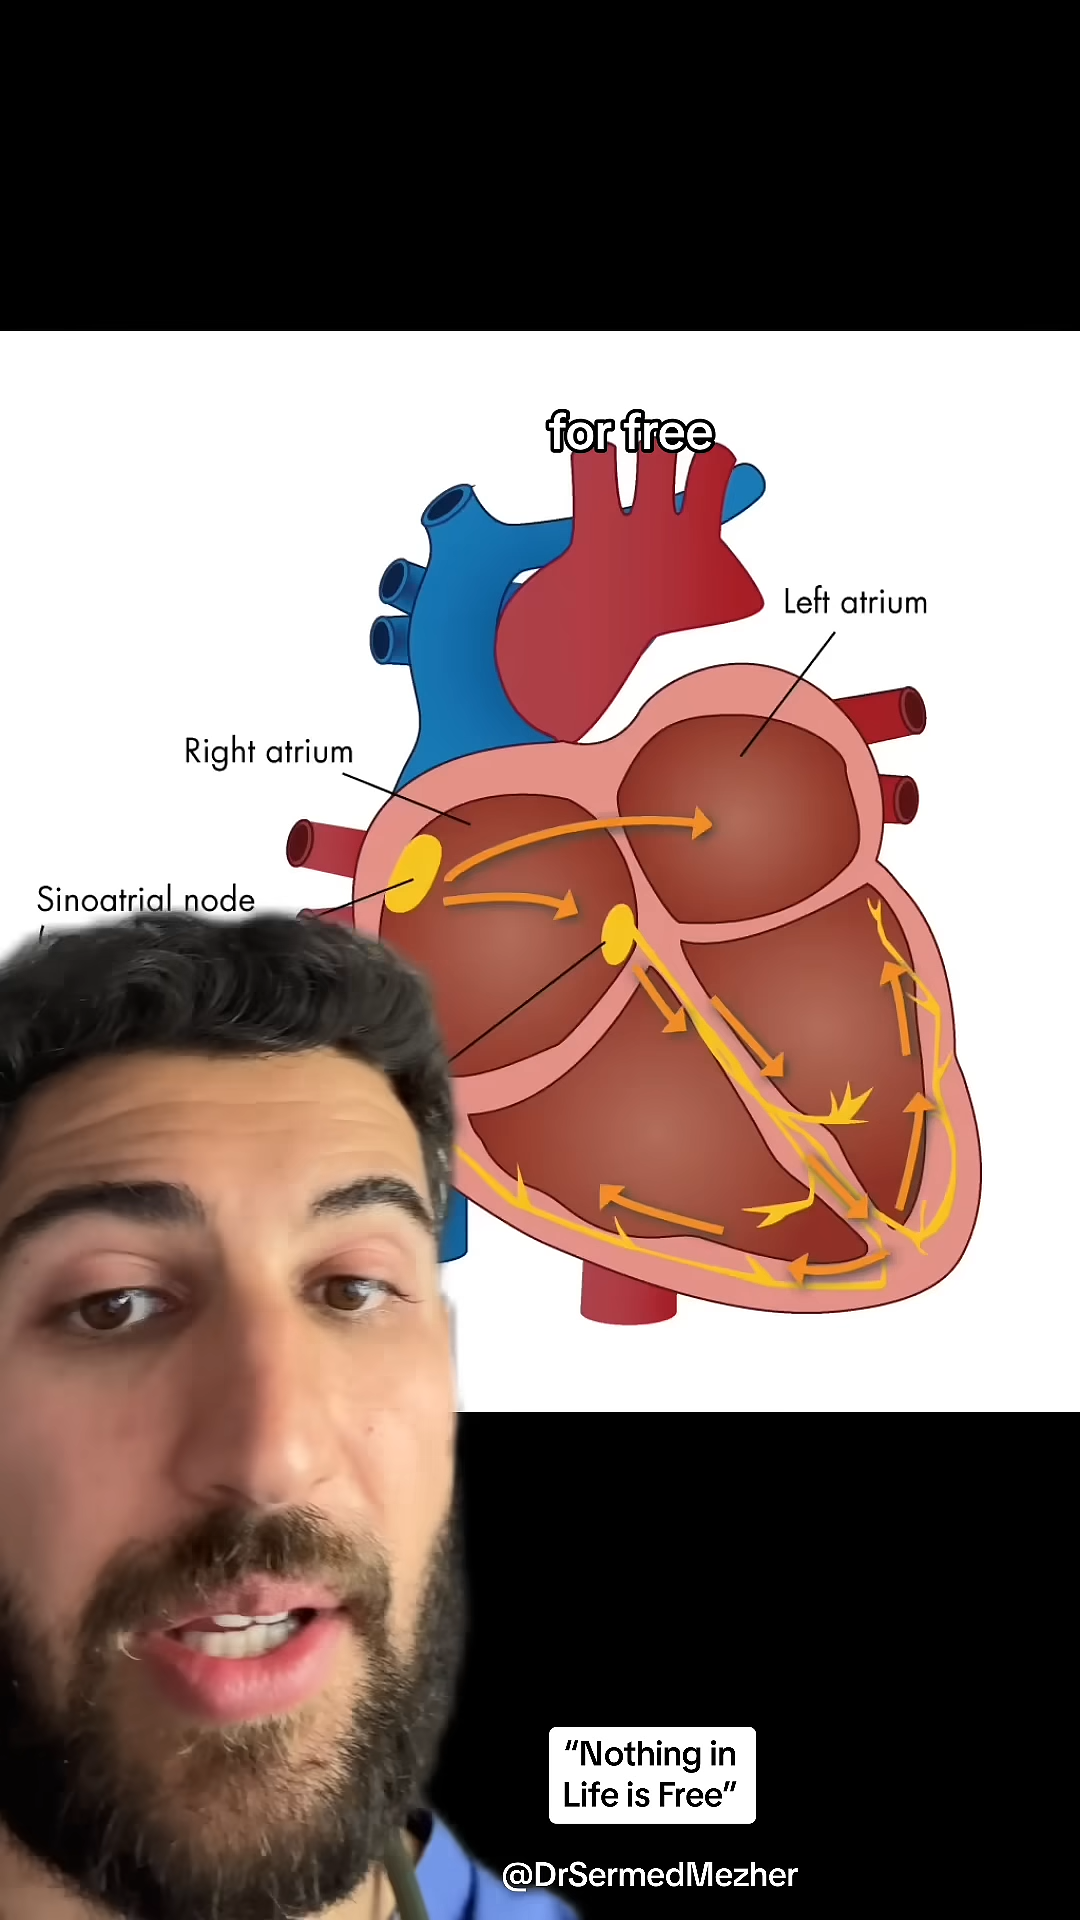 for free
Left atrium
Right atrium
Sinoatrial node
“Nothing in
Life is Free”
@DrSermedMezher